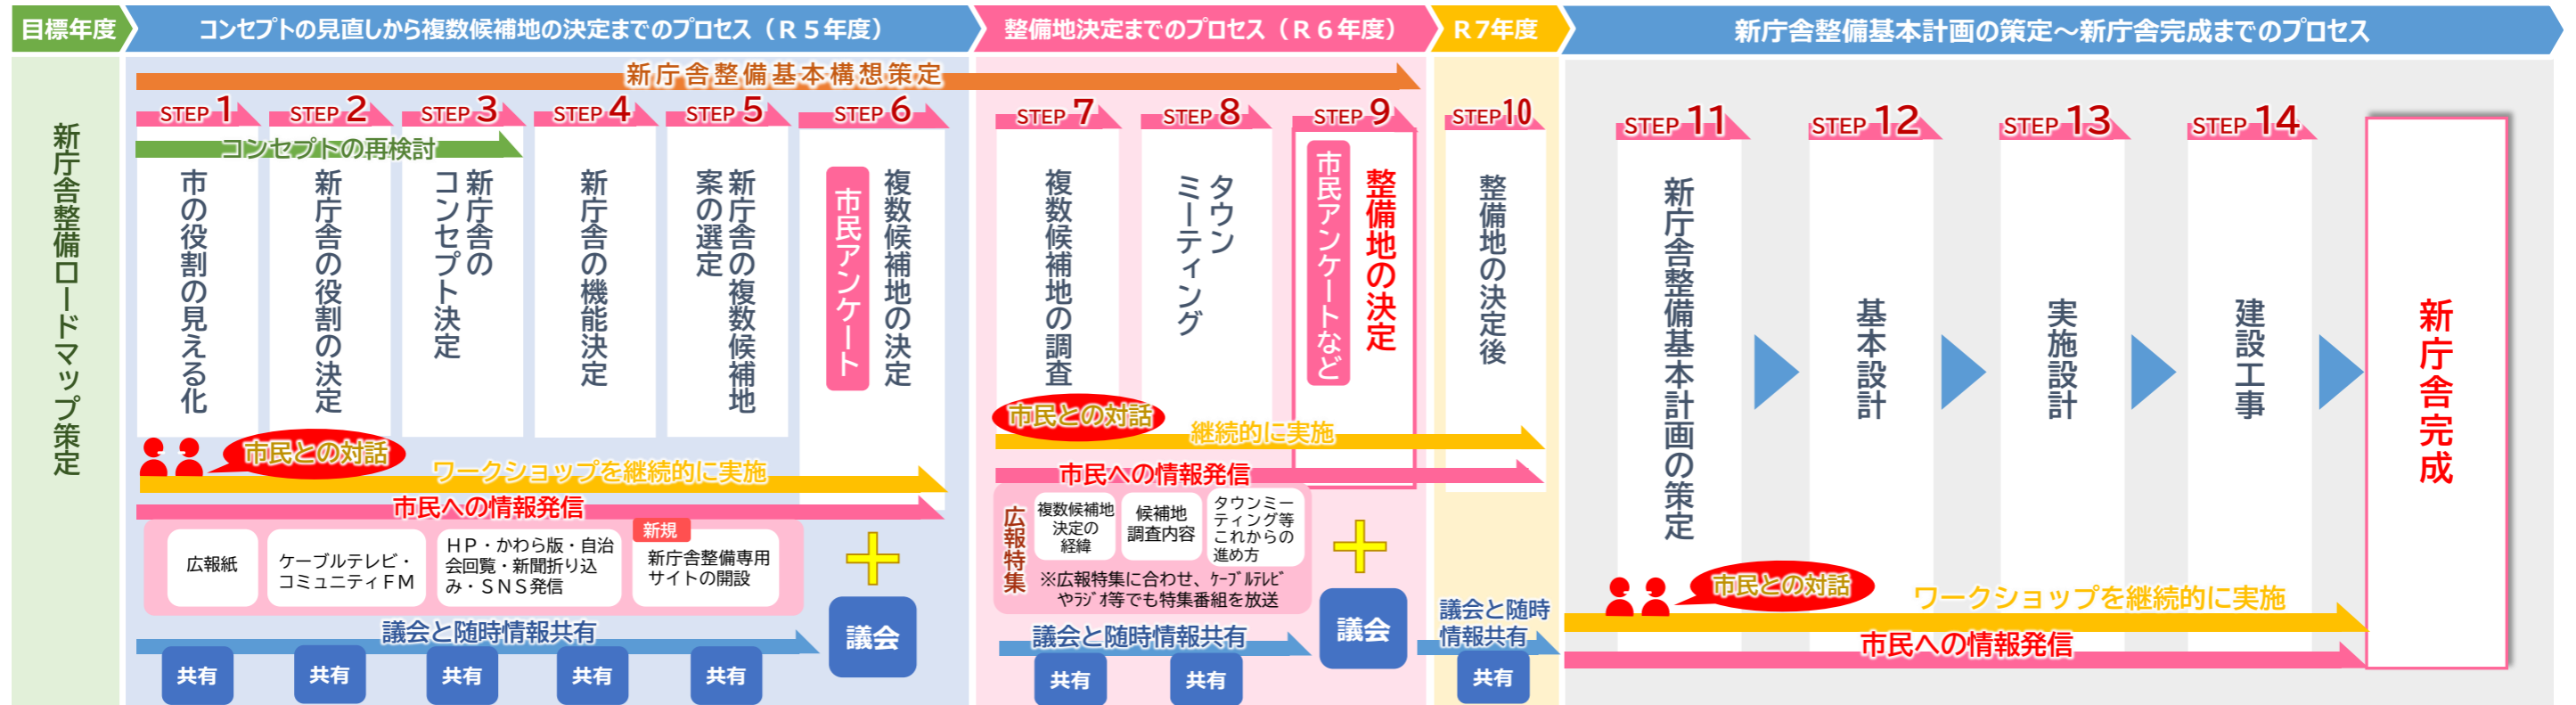 目標年度
コンセプトの見直しから複数候補地の決定までのプロセス（Ｒ５年度）
整備地決定までのプロセス（Ｒ６年度）
Ｒ７年度
新庁舎整備基本計画の策定～新庁舎完成までのプロセス
新庁舎整備ロードマップ策定
新庁舎整備基本構想策定
STEP 1
STEP 2
STEP 3
STEP 4
STEP 5
STEP 6
コンセプトの再検討
市の役割の見える化
新庁舎の役割の決定
新庁舎の
コンセプト決定
新庁舎の機能決定
新庁舎の複数候補地
案の選定
複数候補地の決定
市民アンケート
市民との対話
ワークショップを継続的に実施
市民への情報発信
広報紙
ケーブルテレビ・
コミュニティＦＭ
ＨＰ・かわら版・自治
会回覧・新聞折り込
み・ＳＮＳ発信
新規
新庁舎整備専用
サイトの開設
議会と随時情報共有
共有
共有
共有
共有
共有
議会
STEP 7
STEP 8
STEP 9
複数候補地の調査
タウン
ミーティング
整備地の決定
市民アンケートなど
市民との対話
継続的に実施
市民への情報発信
広報特集
複数候補地
決定の
経緯
候補地
調査内容
タウンミー
ティング等
これからの
進め方
※広報特集に合わせ、ｹｰﾌﾞﾙﾃﾚﾋﾞ
やﾗｼﾞｵ等でも特集番組を放送
議会と随時情報共有
共有
共有
議会
STEP10
整備地の決定後
議会と随時
情報共有
共有
STEP 11
STEP 12
STEP 13
STEP 14
新庁舎整備基本計画の策定
基本設計
実施設計
建設工事
新庁舎完成
市民との対話
ワークショップを継続的に実施
市民への情報発信